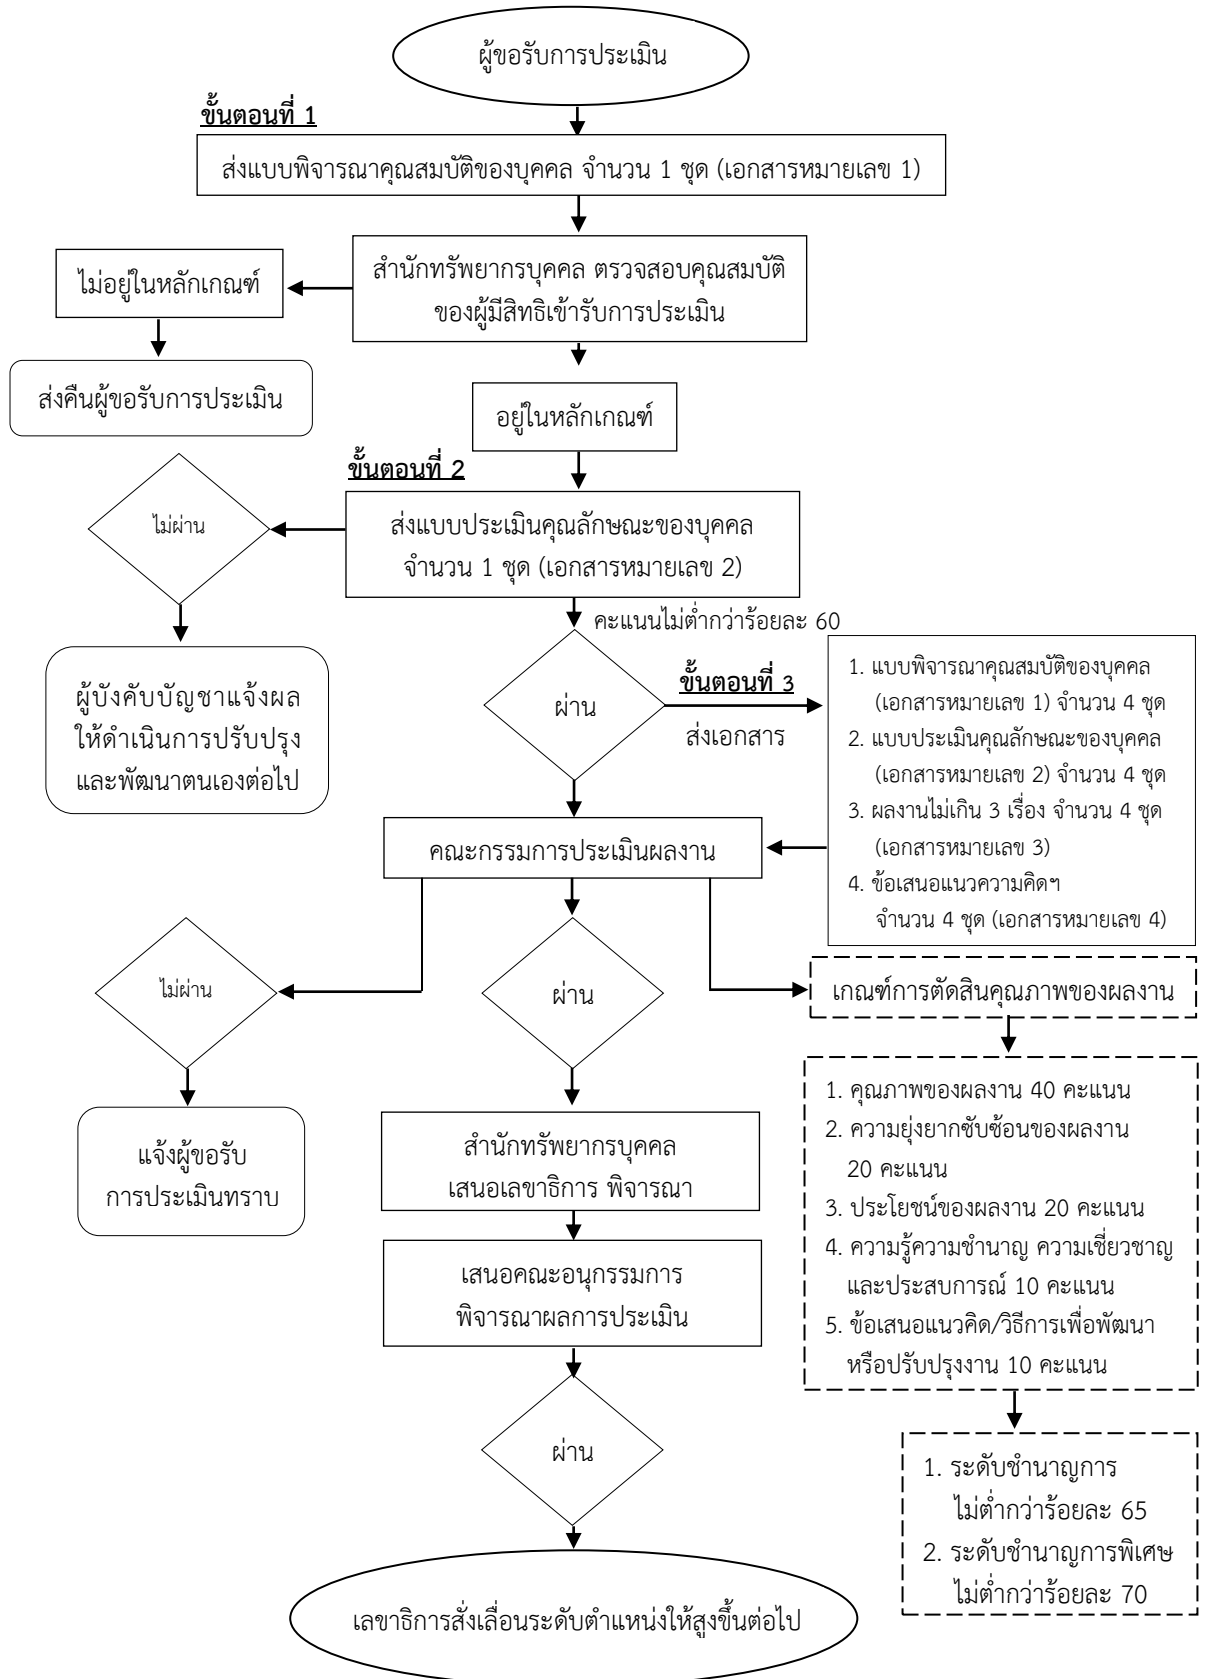 ผู้ขอรับการประเมิน
ขั้นตอนที่ 1
ส่งแบบพิจารณาคุณสมบัติของบุคคล จำนวน 1 ชุด (เอกสารหมายเลข 1)
ไม่อยู่ในหลักเกณฑ์
สำนักทรัพยากรบุคคล ตรวจสอบคุณสมบัติ
ของผู้มีสิทธิเข้ารับการประเมิน
ส่งคืนผู้ขอรับการประเมิน
อยู่ในหลักเกณฑ์
ขั้นตอนที่ 2
ไม่ผ่าน
ส่งแบบประเมินคุณลักษณะของบุคคล
จำนวน 1 ชุด (เอกสารหมายเลข 2)
คะแนนไม่ต่ำกว่าร้อยละ 60
ผู้บังคับบัญชาแจ้งผล
ให้ดำเนินการปรับปรุง
และพัฒนาตนเองต่อไป
ผ่าน
ขั้นตอนที่ 3
ส่งเอกสาร
1. แบบพิจารณาคุณสมบัติของบุคคล
(เอกสารหมายเลข 1) จำนวน 4 ชุด
2. แบบประเมินคุณลักษณะของบุคคล
(เอกสารหมายเลข 2) จำนวน 4 ชุด
3. ผลงานไม่เกิน 3 เรื่อง จำนวน 4 ชุด
(เอกสารหมายเลข 3)
4. ข้อเสนอแนวความคิดฯ
จำนวน 4 ชุด (เอกสารหมายเลข 4)
คณะกรรมการประเมินผลงาน
ไม่ผ่าน
ผ่าน
เกณฑ์การตัดสินคุณภาพของผลงาน
แจ้งผู้ขอรับ
การประเมินทราบ
สำนักทรัพยากรบุคคล
เสนอเลขาธิการ พิจารณา
1. คุณภาพของผลงาน 40 คะแนน
2. ความยุ่งยากซับซ้อนของผลงาน
20 คะแนน
3. ประโยชน์ของผลงาน 20 คะแนน
4. ความรู้ความชำนาญ ความเชี่ยวชาญ
และประสบการณ์ 10 คะแนน
5. ข้อเสนอแนวคิด/วิธีการเพื่อพัฒนา
หรือปรับปรุงงาน 10 คะแนน
เสนอคณะอนุกรรมการ
พิจารณาผลการประเมิน
ผ่าน
1. ระดับชำนาญการ
ไม่ต่ำกว่าร้อยละ 65
2. ระดับชำนาญการพิเศษ
ไม่ต่ำกว่าร้อยละ 70
เลขาธิการสั่งเลื่อนระดับตำแหน่งให้สูงขึ้นต่อไป